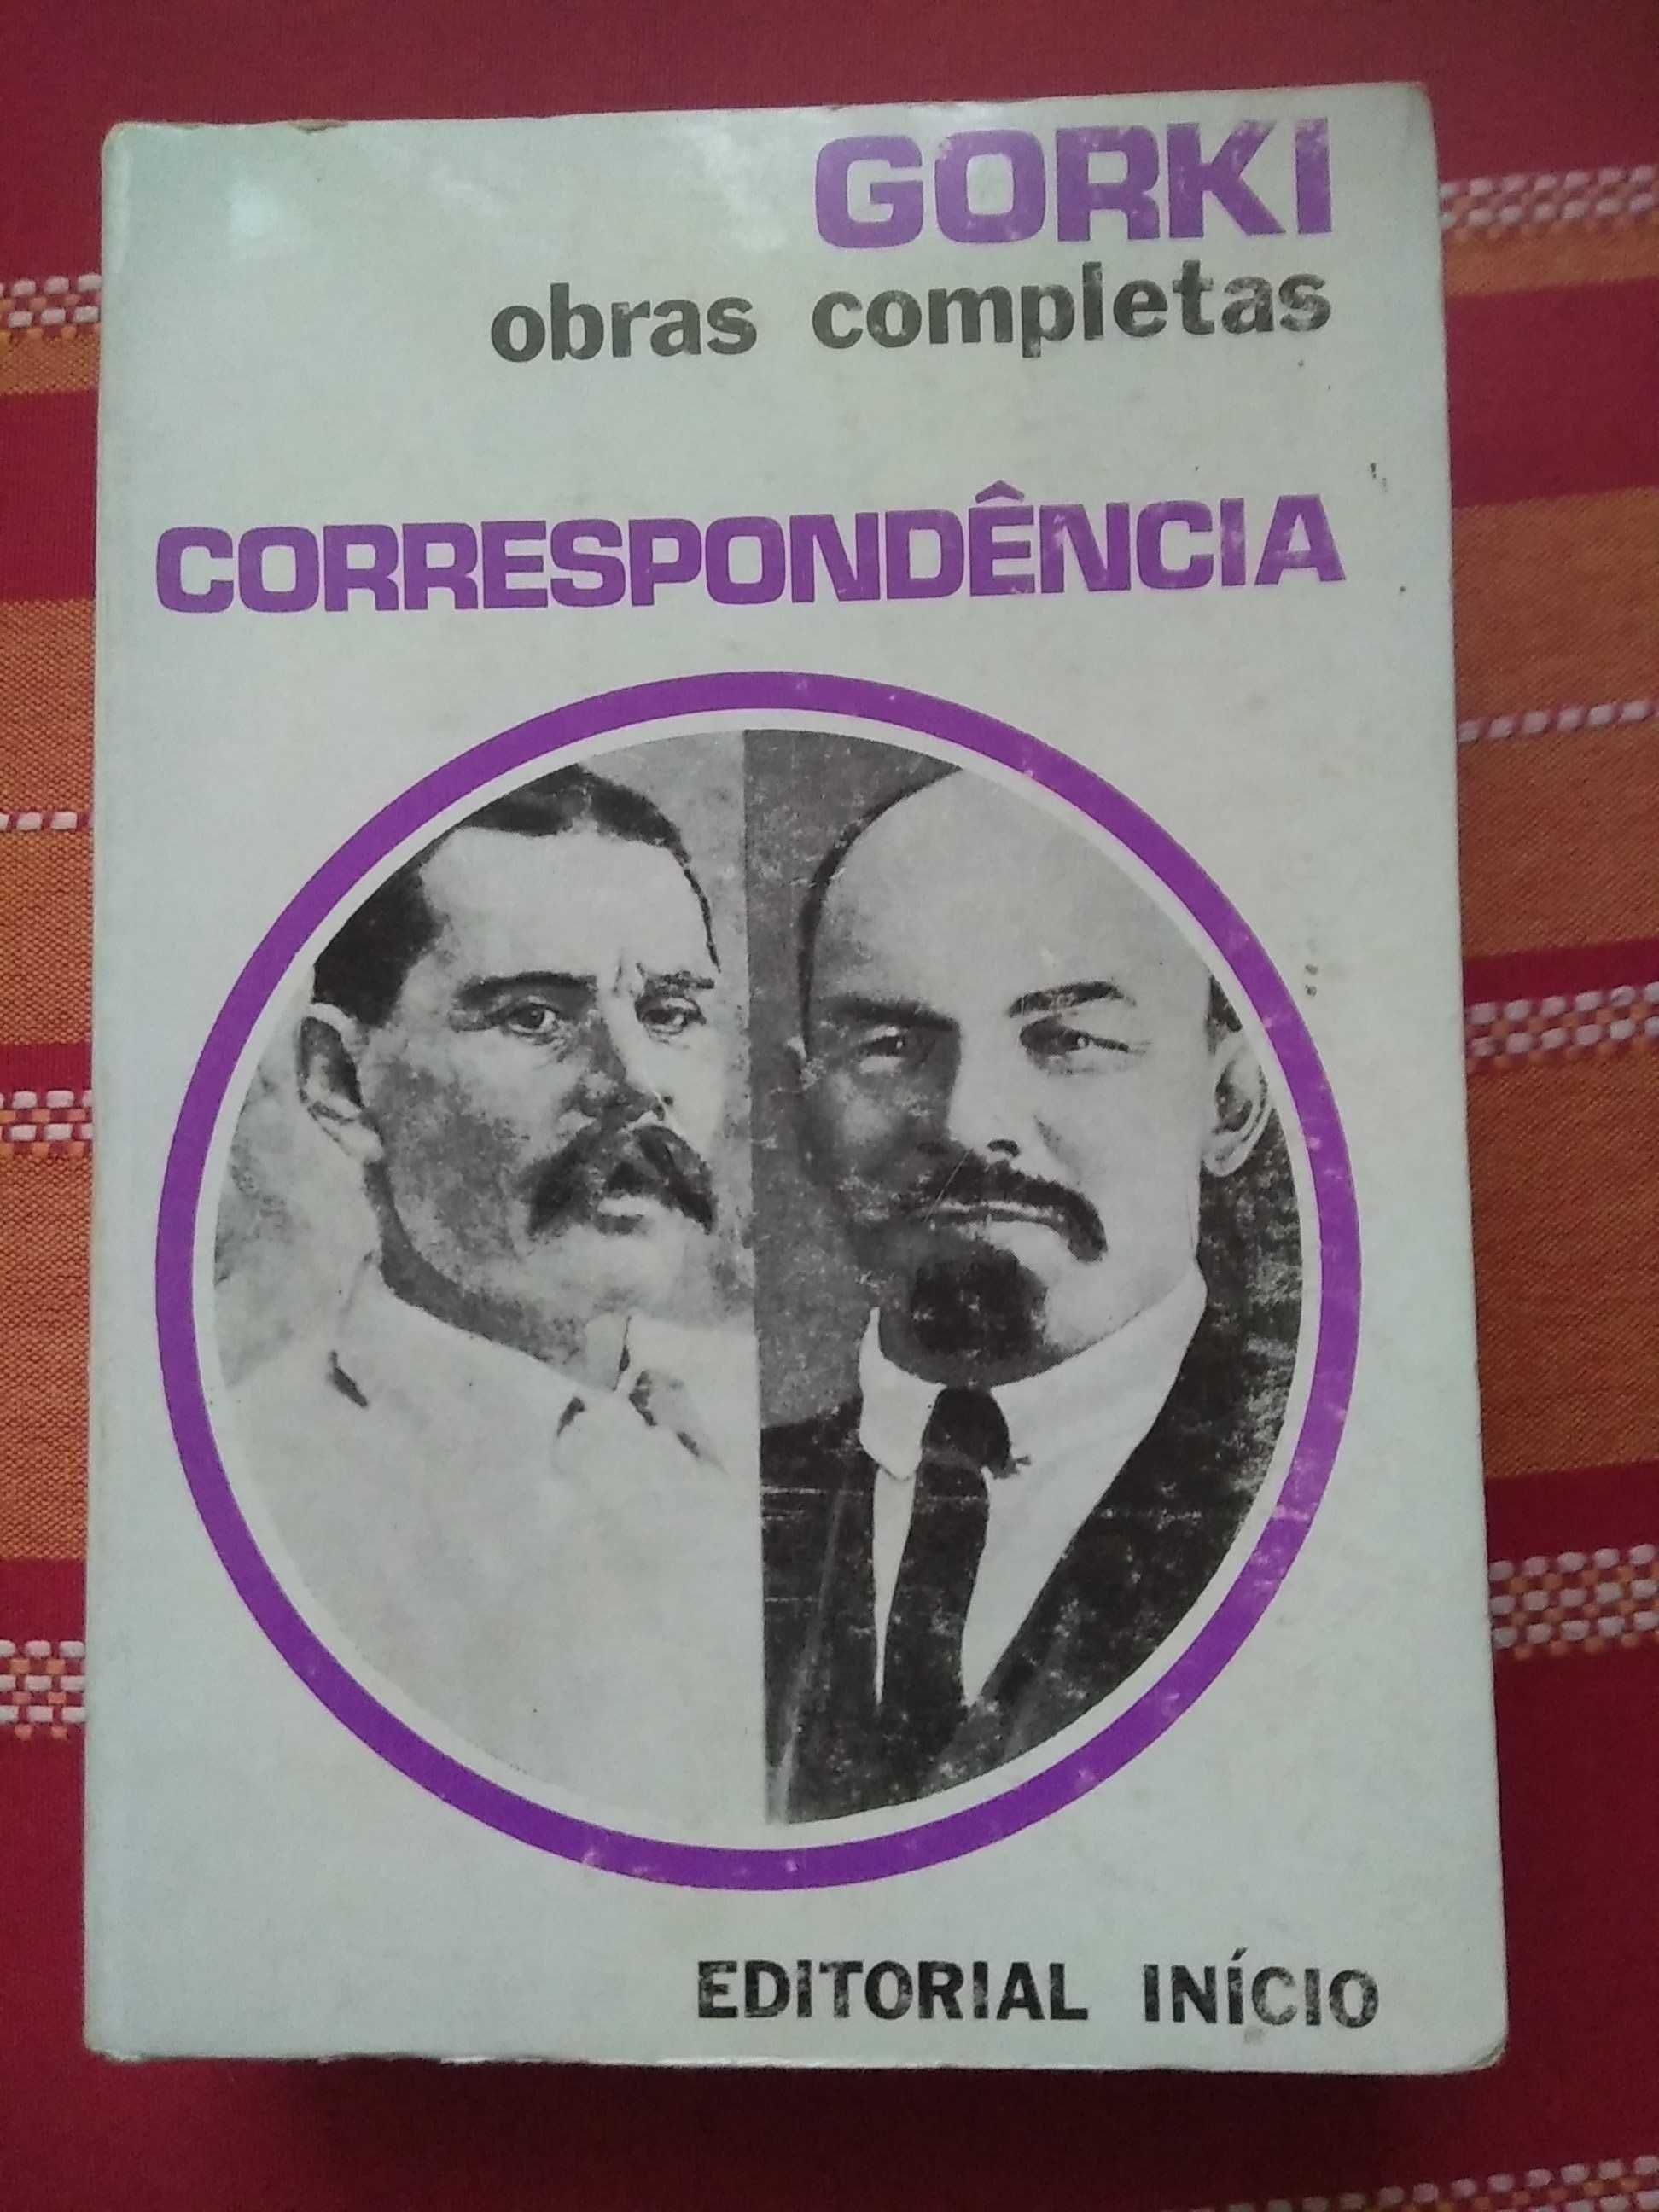 GORKI
obras completas
CORRESPONDÊNCIA
EDITORIAL INÍCIO